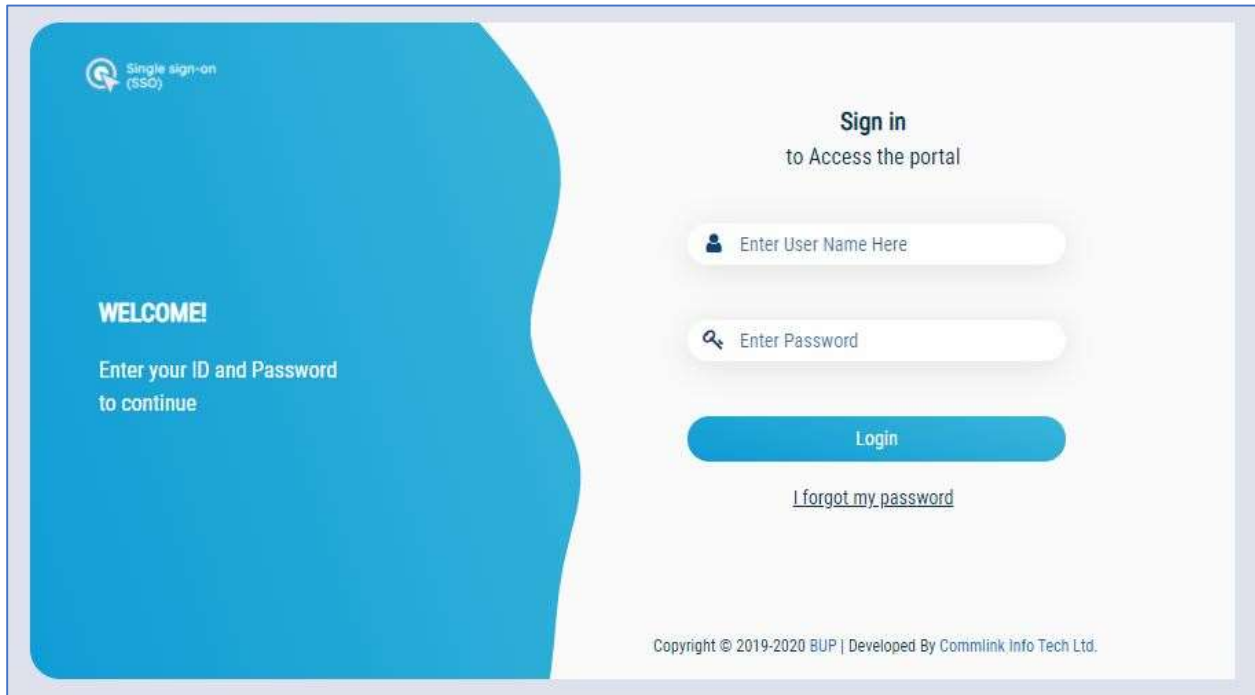 Single sign-on
(SSO)
WELCOME!
Enter your ID and Password
to continue
Sign in
to Access the portal
Enter User Name Here
Enter Password
Login
I forgot my password
Copyright © 2019-2020 BUP | Developed By Commlink Info Tech Ltd.